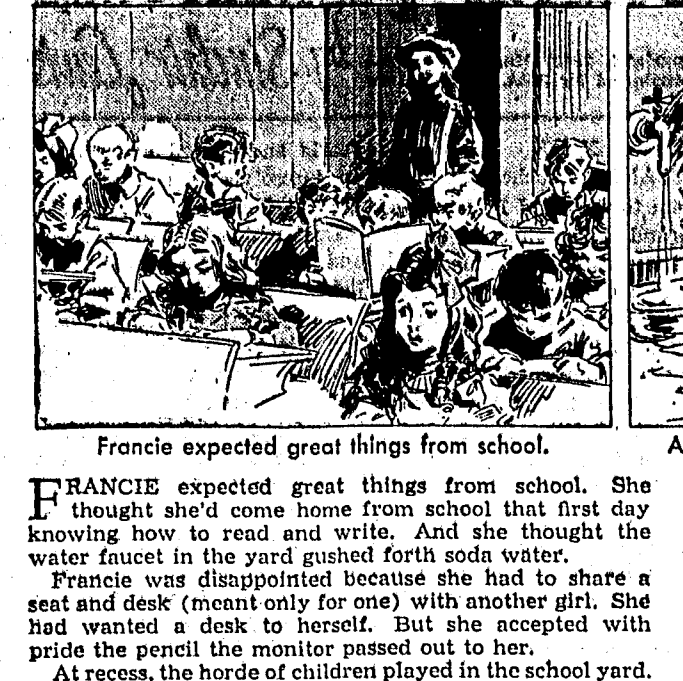 Francie expected great things from school.
A
FRANCIE expected great things from school. She
thought she'd come home from school that first day
knowing how to read and write. And she thought the
water faucet in the yard gushed forth soda water.
Francie was disappointed because she had to share a
seat and desk (meant only for one) with another girl. She
had wanted a desk to herself. But she accepted with
pride the pencil the monitor passed out to her.
At recess, the horde of children played in the school yard.